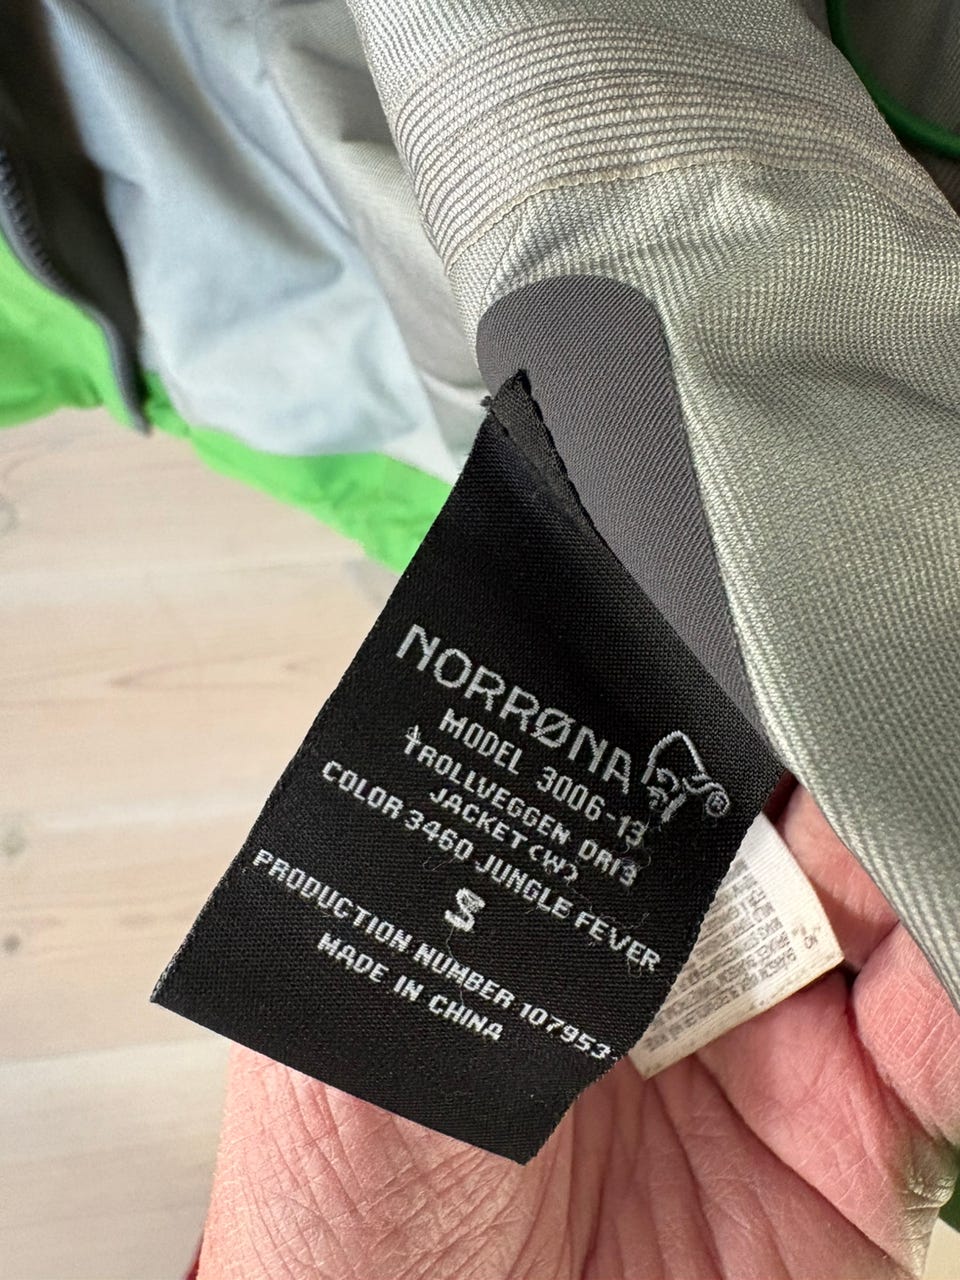 NORRØNA ®
MODEL 3006-13
TROLLVEGGEN DRI3
JACKET(W)
COLOR 3460 JUNGLE FEVER
S
PRODUCTION NUMBER 107953-
MADE IN CHINA